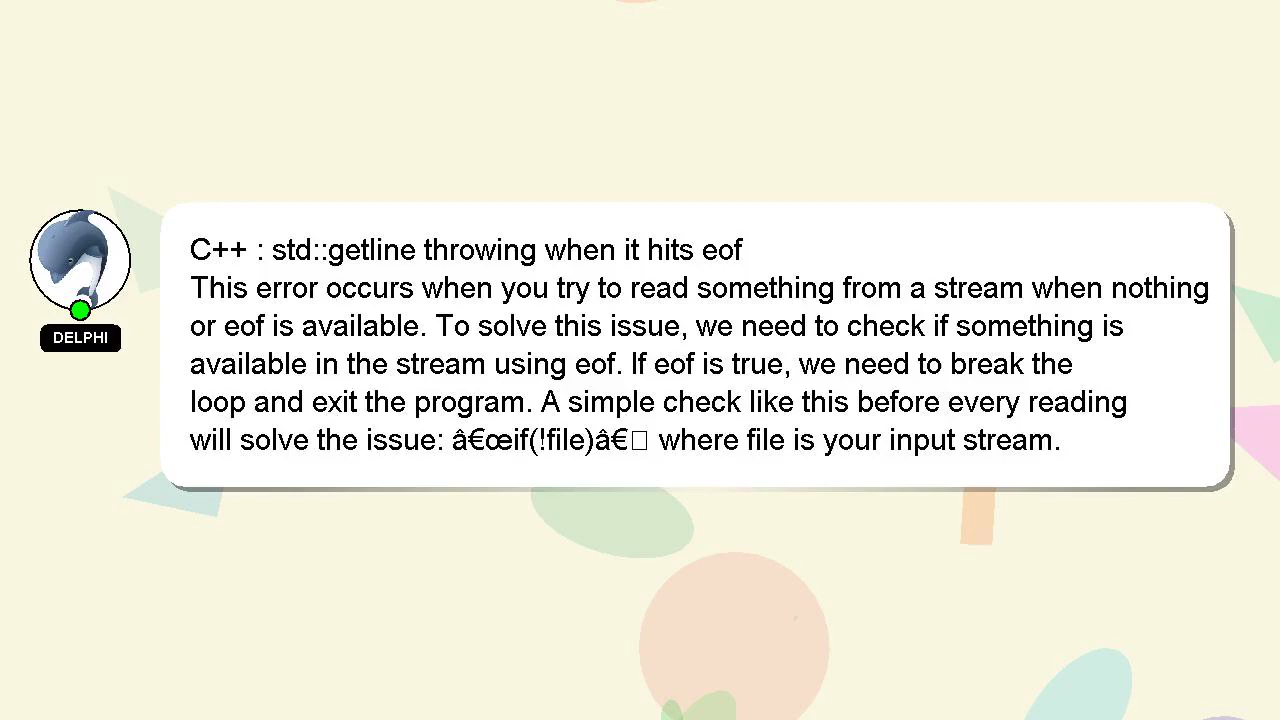 C++ : std::getline throwing when it hits eof
This error occurs when you try to read something from a stream when nothing
or eof is available. To solve this issue, we need to check if something is
available in the stream using eof. If eof is true, we need to break the
loop and exit the program. A simple check like this before every reading
will solve the issue: â€œif(!file)â€□ where file is your input stream.
DELPHI